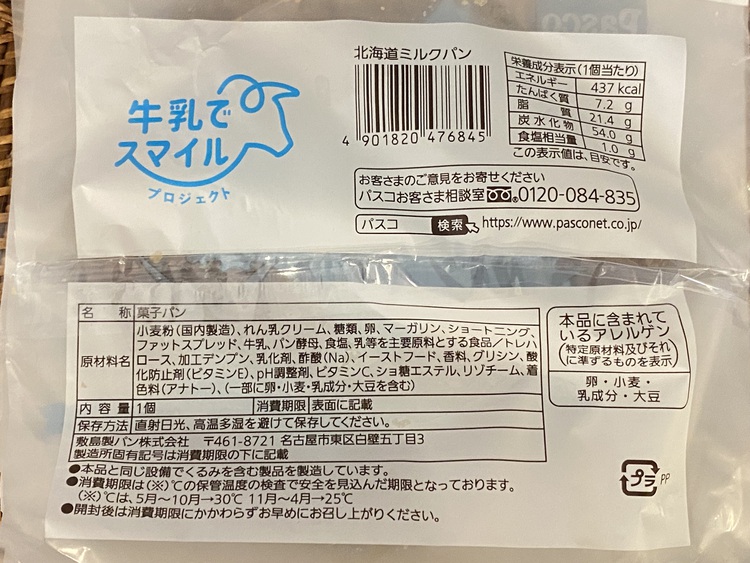 Pasco
牛乳で
スマイル
プロジェクト
北海道ミルクパン
4 901820 476845
栄養成分表示(1個当たり)
エネルギー 437 kcal
たんぱく質 7.2 g
脂質 21.4 g
炭水化物 54.0 g
食塩相当量 1.0 g
この表示値は、目安です。
お客さまのご意見をお寄せください
パスコお客さま相談室 0120-084-835
パスコ 検索 https://www.pasconet.co.jp/
名称 菓子パン
原材料名 小麦粉(国内製造)、れん乳クリーム、糖類、卵、マーガリン、ショートニング、
ファットスプレッド、牛乳、パン酵母、食塩、乳等を主要原料とする食品/トレハ
ロース、加工デンプン、乳化剤、酢酸(Na)、イーストフード、香料、グリシン、酸
化防止剤(ビタミンE)、pH調整剤、ビタミンC、ショ糖エステル、リゾチーム、着
色料(アナトー)、(一部に卵・小麦・乳成分・大豆を含む)
内容量 1個 消費期限 表面に記載
保存方法 直射日光、高温多湿を避けて保存してください。
敷島製パン株式会社 〒461-8721 名古屋市東区白壁五丁目3
製造所固有記号は消費期限の下に記載
本品に含まれて
いるアレルゲン
(特定原材料及びそれ
に準ずるものを表示)
卵・小麦・
乳成分・大豆
●本品と同じ設備でくるみを含む製品を製造しています。
●消費期限は(※)℃の保管温度の検査で安全を見込んだ期限となっております。
(※)℃は、5月~10月→30℃ 11月~4月→25℃
●開封後は消費期限にかかわらずお早めにお召し上がりください。
プラ PP